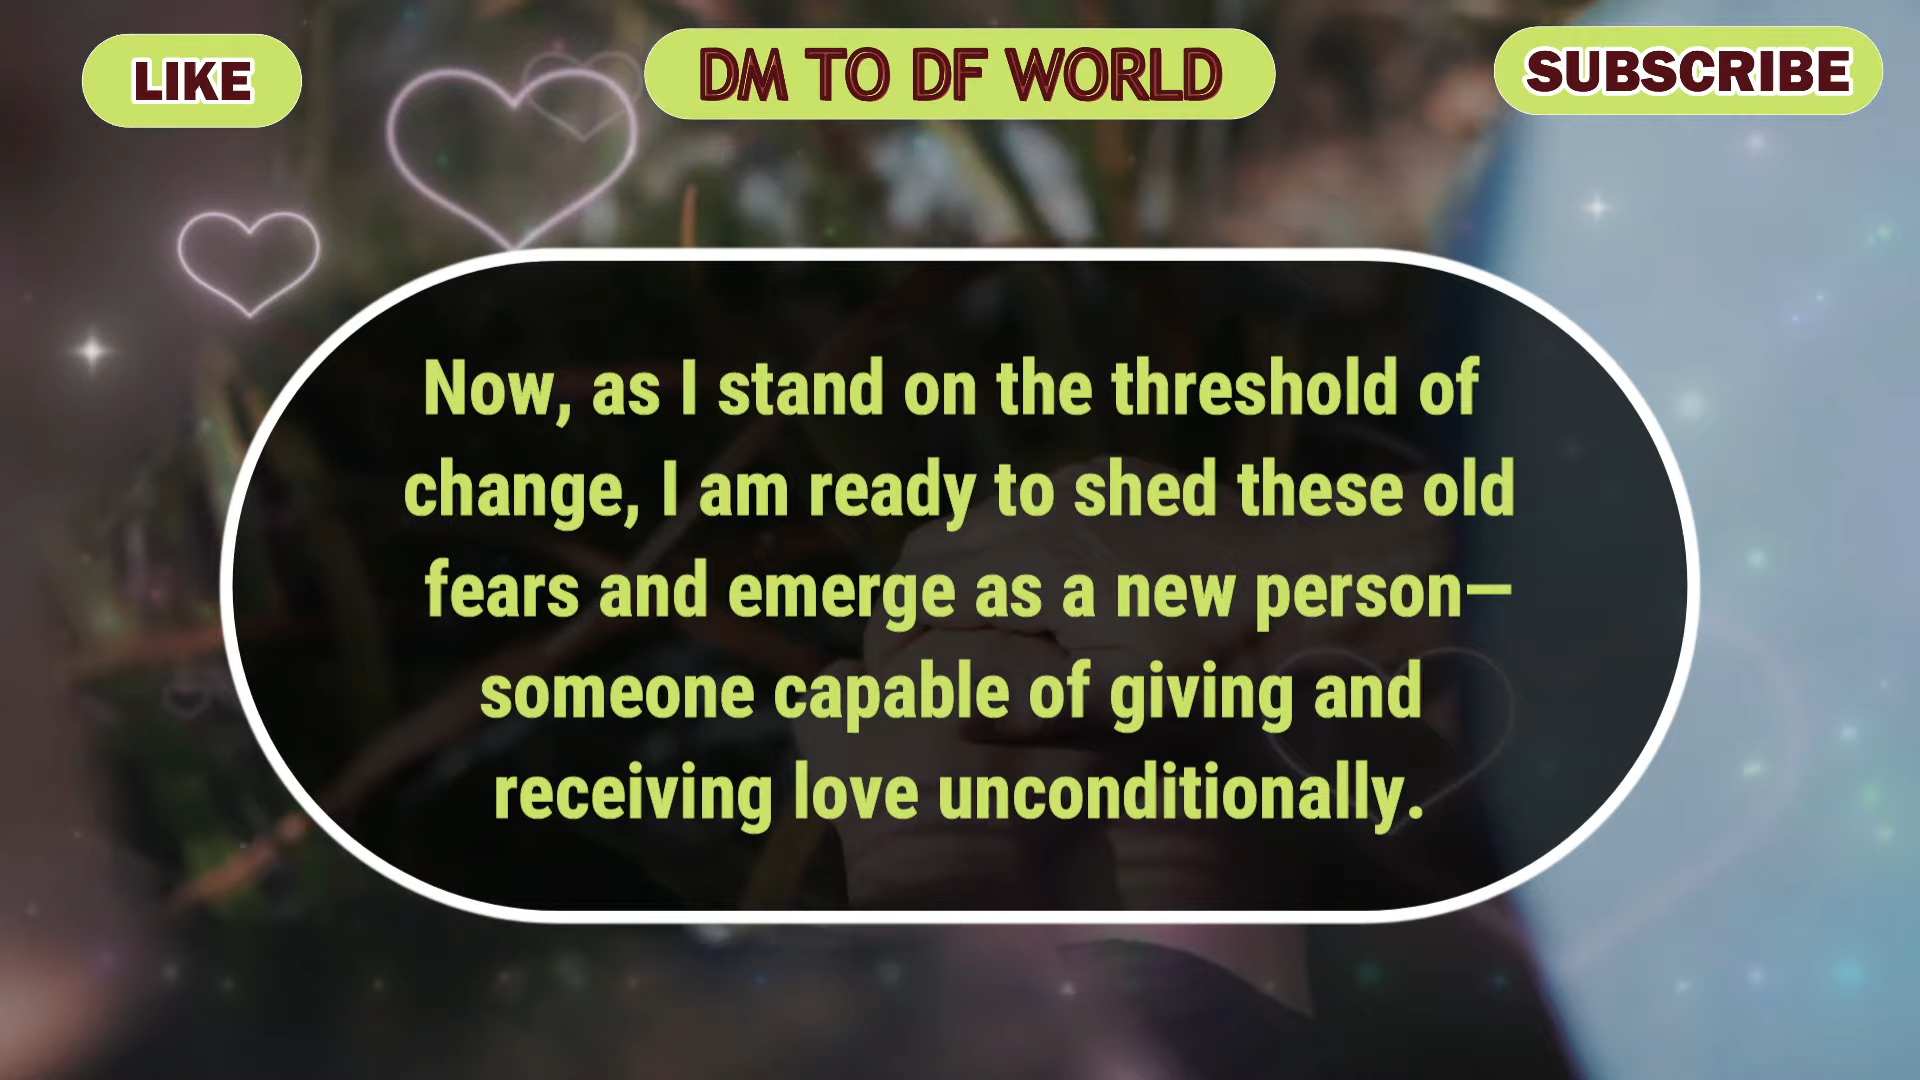 LIKE
DM TO DF WORLD
SUBSCRIBE
Now, as I stand on the threshold of
change, I am ready to shed these old
fears and emerge as a new person—
someone capable of giving and
receiving love unconditionally.